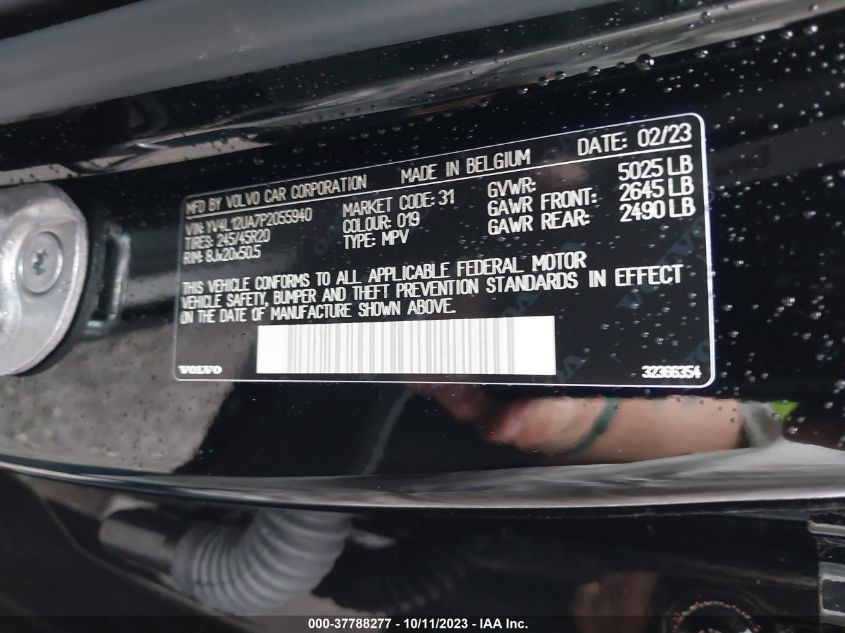 MFD BY VOLVO CAR CORPORATION MADE IN BELGIUM DATE: 02/23
VIN: YV4L12UA7P2055940 MARKET CODE: 31 GVWR: 5025 LB
TIRES: 245/45R20 COLOUR: 019 GAWR FRONT: 2645 LB
RIM: 8Jx20x50.5 TYPE: MPV GAWR REAR: 2490 LB
THIS VEHICLE CONFORMS TO ALL APPLICABLE FEDERAL MOTOR
VEHICLE SAFETY, BUMPER AND THEFT PREVENTION STANDARDS IN EFFECT
ON THE DATE OF MANUFACTURE SHOWN ABOVE.
VOLVO 32366354
000-37788277 - 10/11/2023 - IAA Inc.